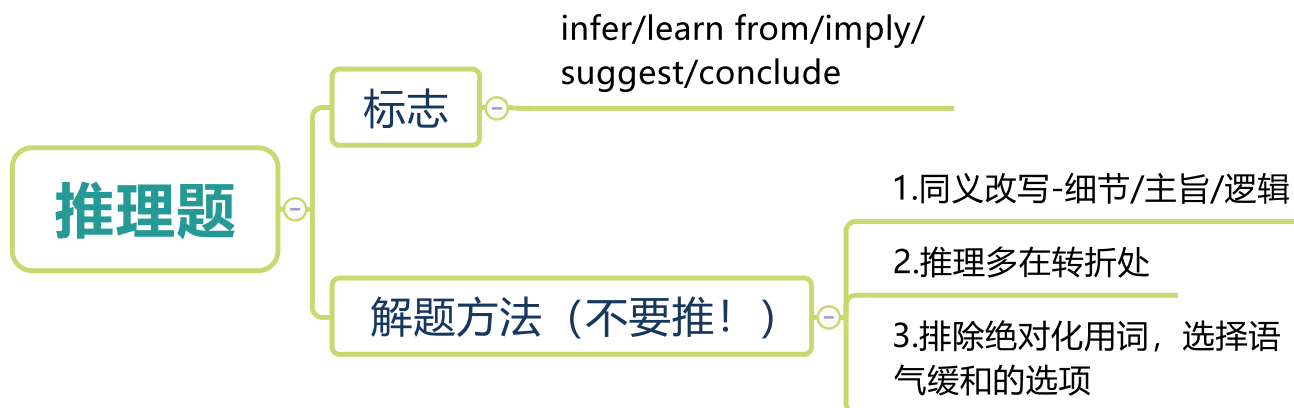 infer/learn from/imply/
suggest/conclude
标志
推理题
1.同义改写-细节/主旨/逻辑
2.推理多在转折处
解题方法（不要推！）
3.排除绝对化用词，选择语
气缓和的选项